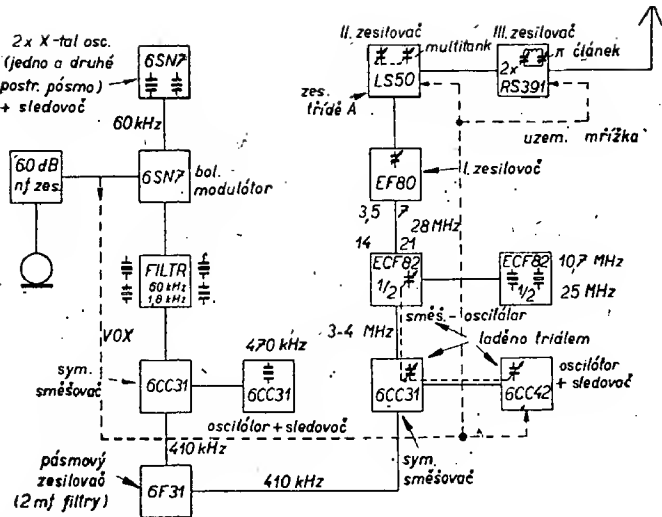 2x X-tal osc.
(jedno a druhé
postr. pásmo)
+ sledovač
6SN7
60 kHz
60 dB
nf zes.
6SN7
bal.
modulátor
FILTR
60 kHz
1,8 kHz
VOX
sym.
směšovač
6CC31
470 kHz
6CC31
oscilátor + sledovač
410 kHz
pásmový
zesilovač
(2 mf filtry)
6F31
410 kHz
II. zesilovač
multitank
LS50
zes.
třídě A
III. zesilovač
π článek
2x
RS391
uzem. mřížka
EF80
I. zesilovač
3,5 7
28 MHz
14 21
ECF82
1/2
ECF82
1/2
10,7 MHz
25 MHz
směš. - oscilátar
3-4 MHz
laděno triálem
6CC31
6CC42
oscilátor
+ sledovač
sym.
směšovač